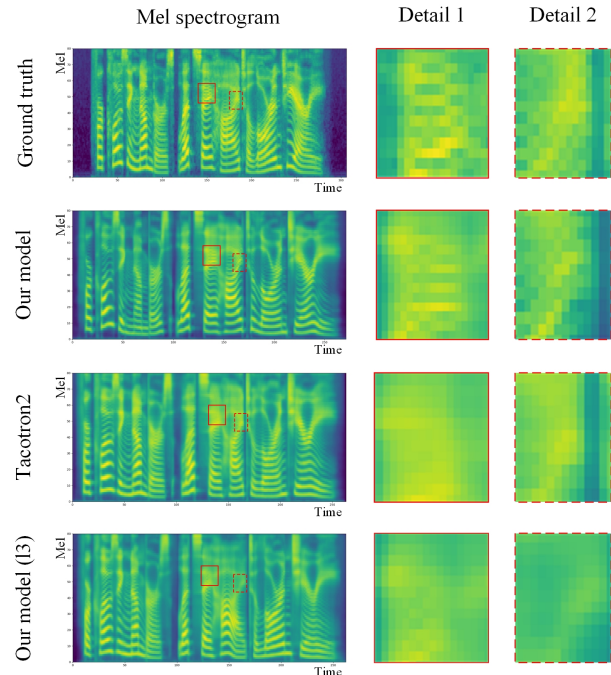 Mel spectrogram Detail 1 Detail 2
Ground truth
Mel
Time
Our model
Mel
Time
Tacotron2
Mel
Time
Our model (l3)
Mel
Time